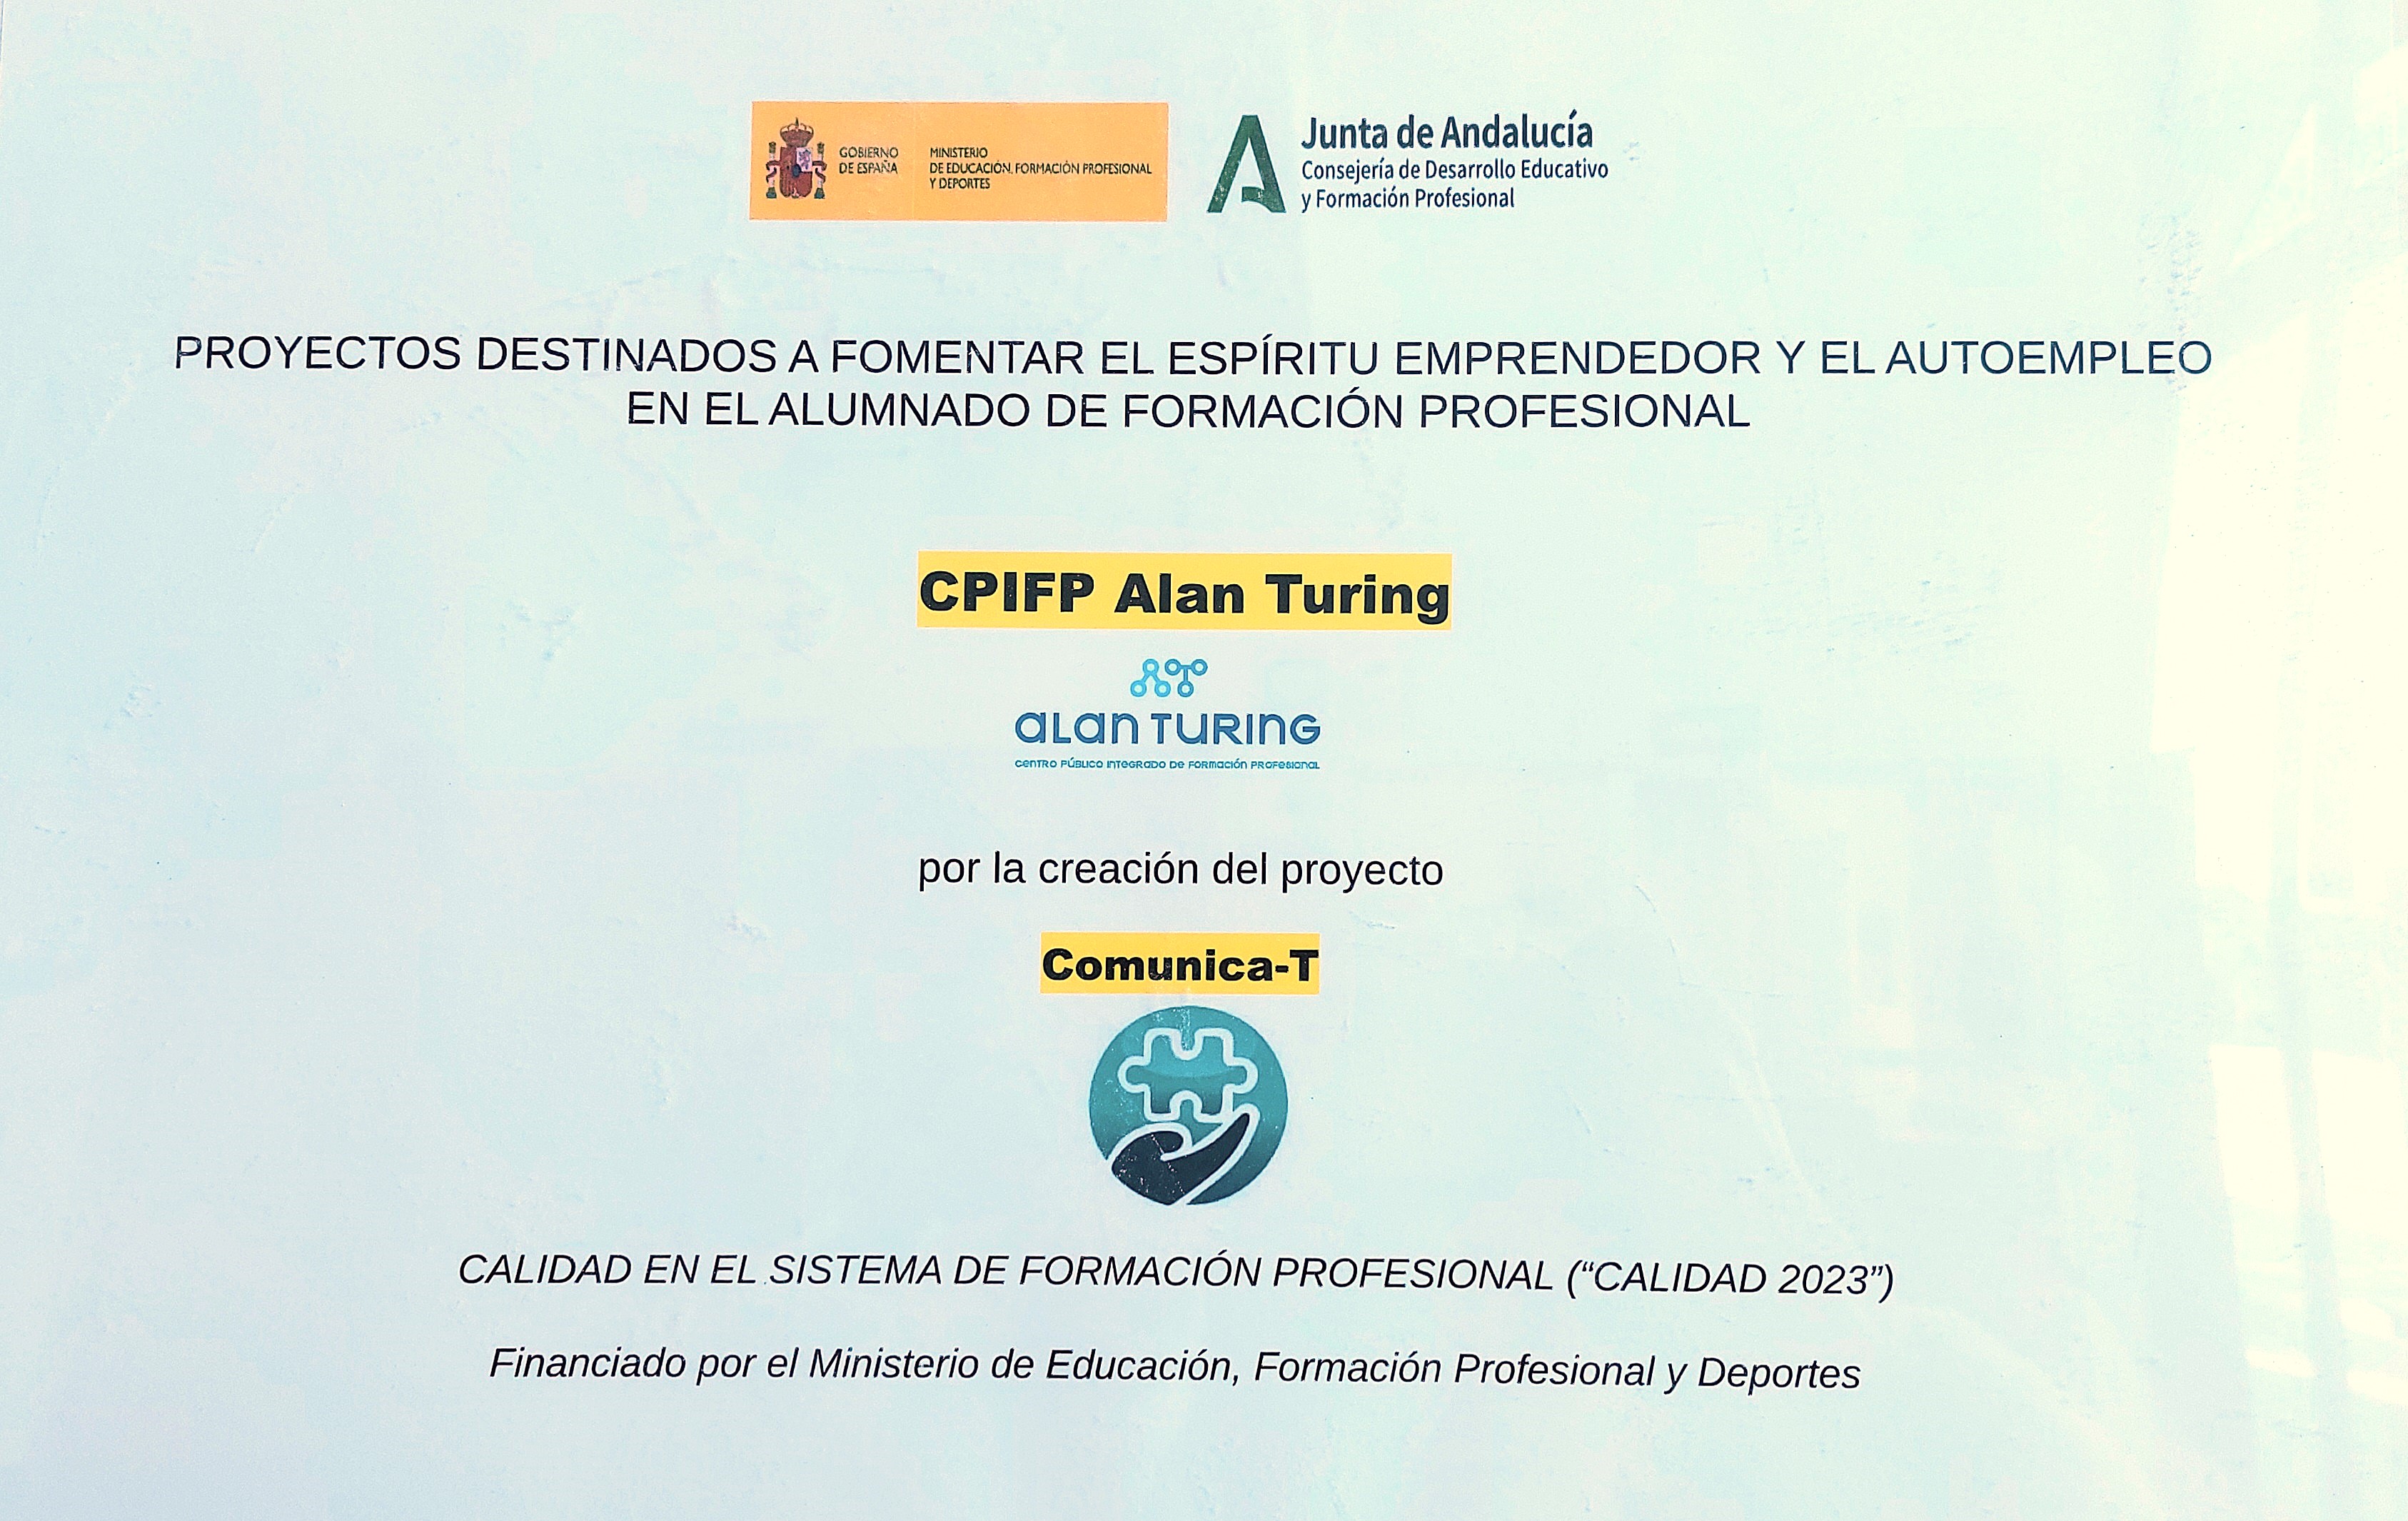 GOBIERNO
DE ESPAÑA
MINISTERIO
DE EDUCACIÓN, FORMACIÓN PROFESIONAL
Y DEPORTES
Junta de Andalucía
Consejería de Desarrollo Educativo
y Formación Profesional
PROYECTOS DESTINADOS A FOMENTAR EL ESPÍRITU EMPRENDEDOR Y EL AUTOEMPLEO
EN EL ALUMNADO DE FORMACIÓN PROFESIONAL
CPIFP Alan Turing
aLan TURInG
CenTRO PÚBLICO InTeGRaDO De FORmaCIÓn PROFeSIOnaL
por la creación del proyecto
Comunica-T
CALIDAD EN EL SISTEMA DE FORMACIÓN PROFESIONAL (“CALIDAD 2023”)
Financiado por el Ministerio de Educación, Formación Profesional y Deportes